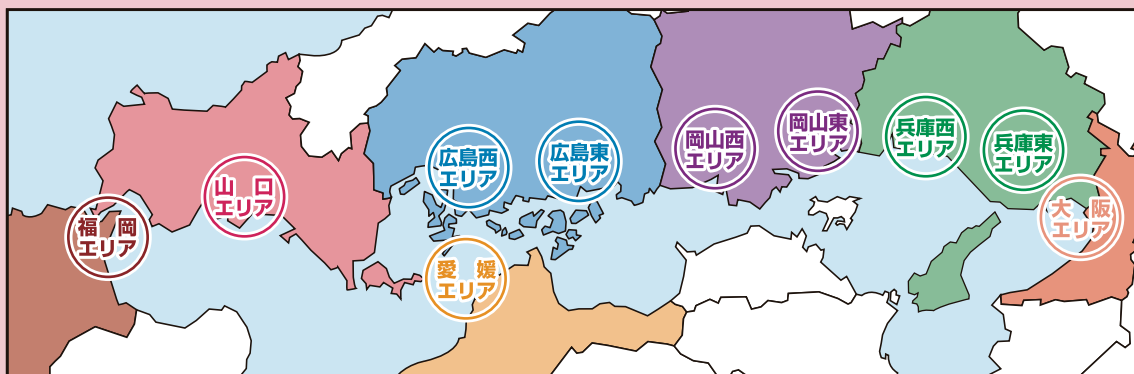 福　岡
エリア
山　口
エリア
広島西
エリア
広島東
エリア
愛　媛
エリア
岡山西
エリア
岡山東
エリア
兵庫西
エリア
兵庫東
エリア
大　阪
エリア